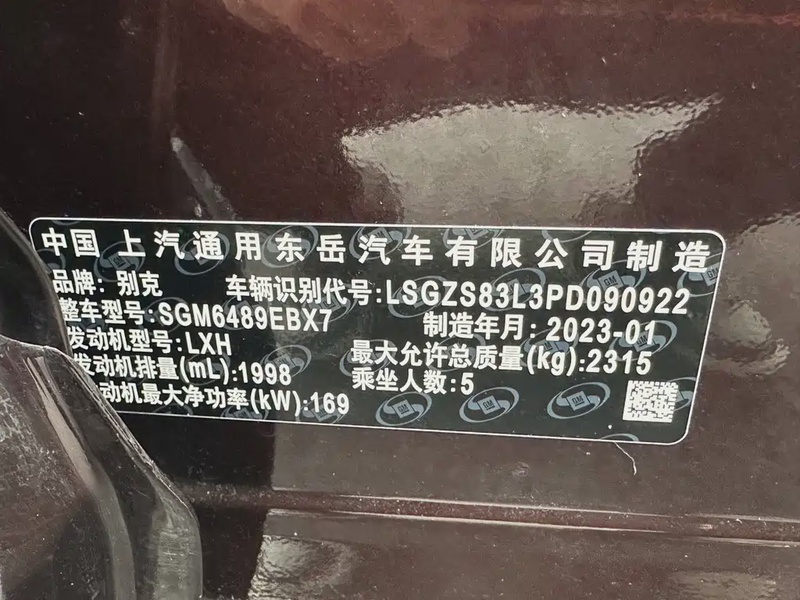 中国 上汽通用东岳汽车有限公司制造
品牌: 别克 车辆识别代号:LSGZS83L3PD090922
整车型号:SGM6489EBX7 制造年月: 2023-01
发动机型号:LXH 最大允许总质量(kg):2315
发动机排量(mL):1998 乘坐人数:5
动机最大净功率(kW):169